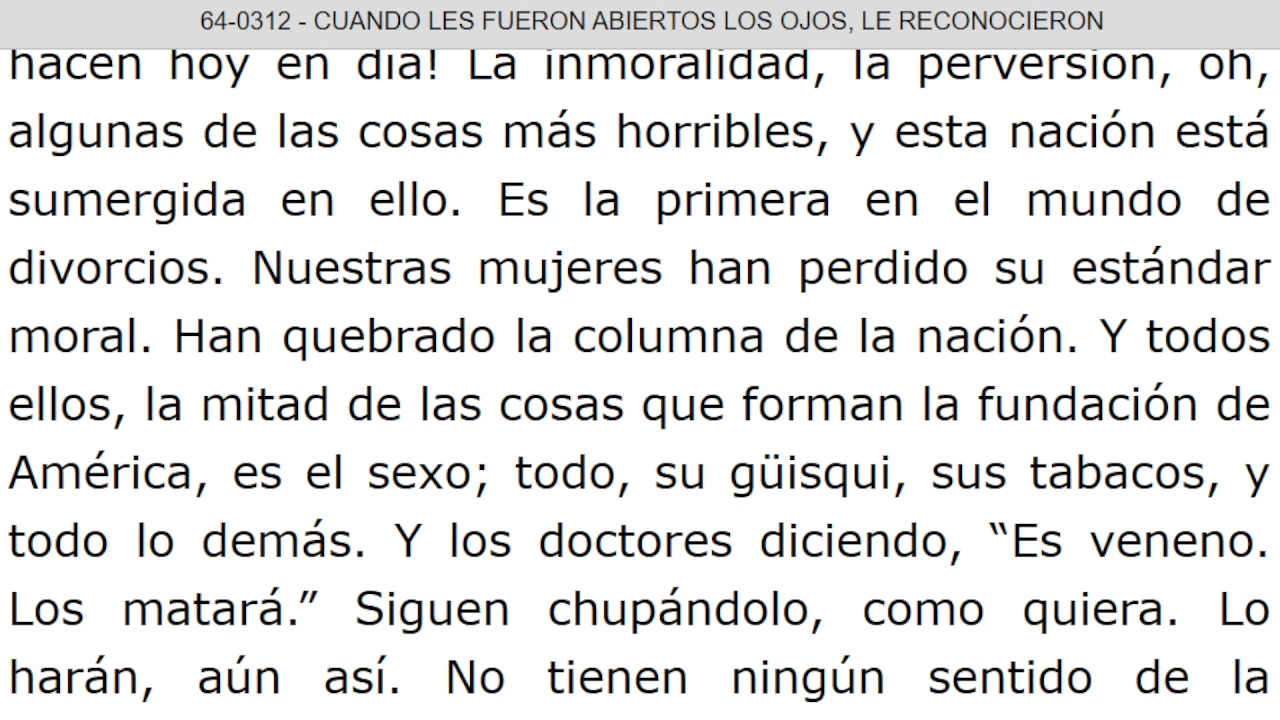 64-0312 - CUANDO LES FUERON ABIERTOS LOS OJOS, LE RECONOCIERON
hacen hoy en día! La inmoralidad, la perversión, oh,
algunas de las cosas más horribles, y esta nación está
sumergida en ello. Es la primera en el mundo de
divorcios. Nuestras mujeres han perdido su estándar
moral. Han quebrado la columna de la nación. Y todos
ellos, la mitad de las cosas que forman la fundación de
América, es el sexo; todo, su güisqui, sus tabacos, y
todo lo demás. Y los doctores diciendo, “Es veneno.
Los matará.” Siguen chupándolo, como quiera. Lo
harán, aún así. No tienen ningún sentido de la